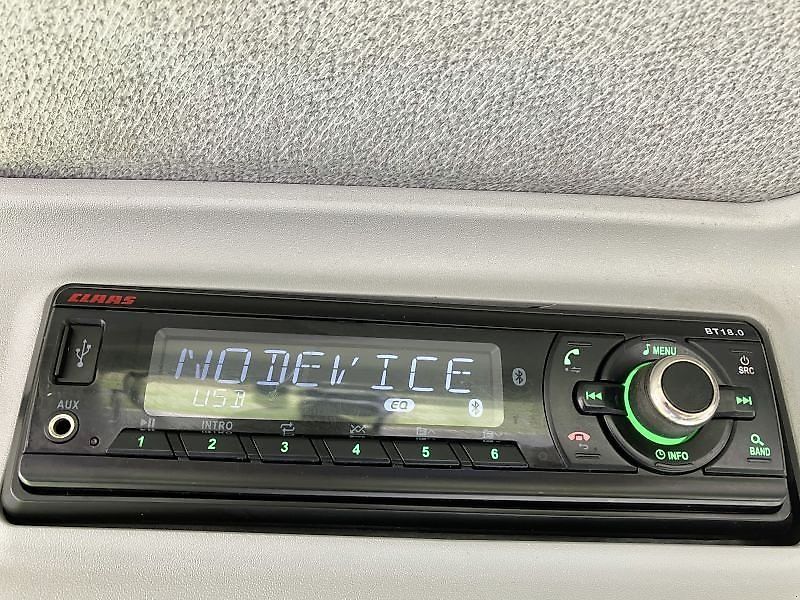 CLAAS
BT18.0
NODEVICE
USB
EQ
AUX
INTRO
1 2 3 4 5 6
MENU
SRC
INFO
BAND